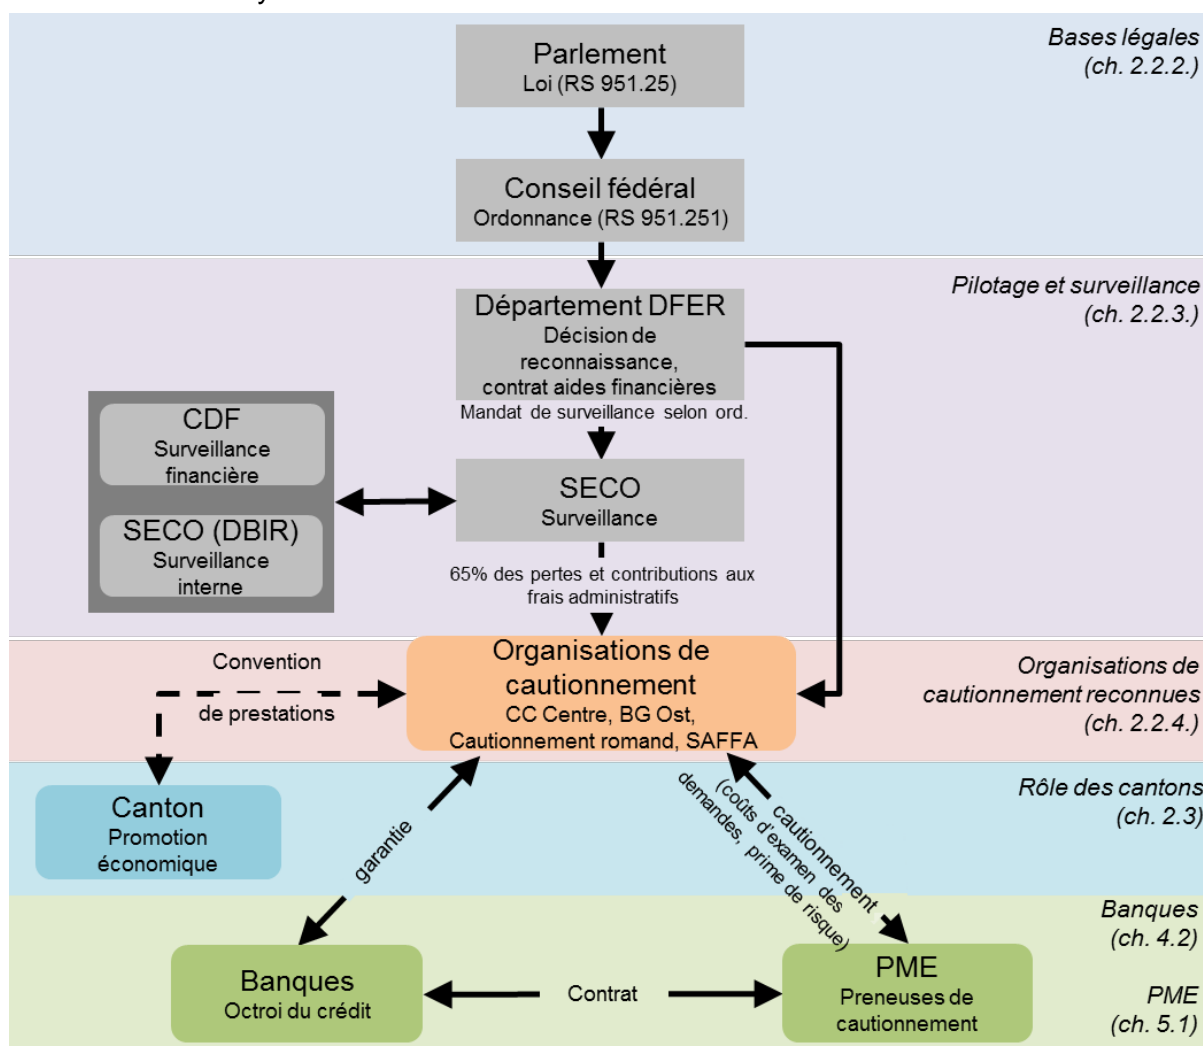 Bases légales
(ch. 2.2.2.)
Parlement
Loi (RS 951.25)
Conseil fédéral
Ordonnance (RS 951.251)
Pilotage et surveillance
(ch. 2.2.3.)
Département DFER
Décision de
reconnaissance,
contrat aides financières
Mandat de surveillance selon ord.
CDF
Surveillance
financière
SECO
Surveillance
SECO (DBIR)
Surveillance
interne
65% des pertes et contributions aux
frais administratifs
Convention
de prestations
Organisations de
cautionnement
CC Centre, BG Ost,
Cautionnement romand, SAFFA
Organisations de
cautionnement reconnues
(ch. 2.2.4.)
Canton
Promotion
économique
garantie
cautionnement
(coûts d'examen des
demandes, prime de risque)
Rôle des cantons
(ch. 2.3)
Banques
(ch. 4.2)
Banques
Octroi du crédit
Contrat
PME
Preneuses de
cautionnement
PME
(ch. 5.1)